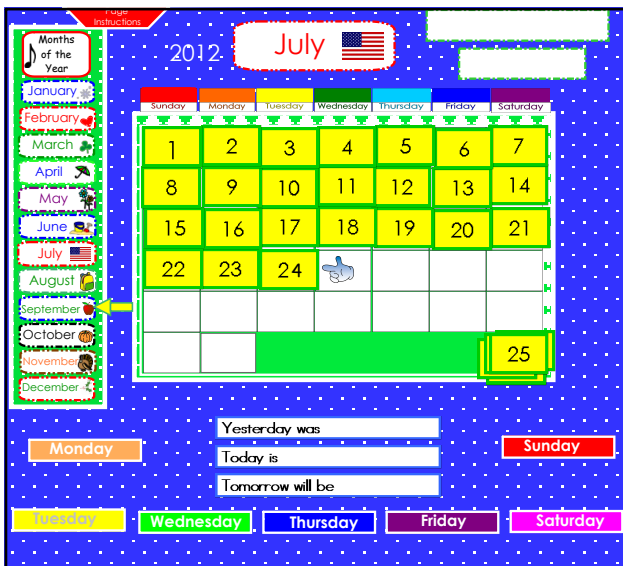 Page
Instructions
Months
of the
Year
January
February
March
April
May
June
July
August
September
October
November
December
2012
July
Sunday Monday Tuesday Wednesday Thursday Friday Saturday
1 2 3 4 5 6 7
8 9 10 11 12 13 14
15 16 17 18 19 20 21
22 23 24
25
Yesterday was
Today is
Tomorrow will be
Monday
Sunday
Tuesday Wednesday Thursday Friday Saturday